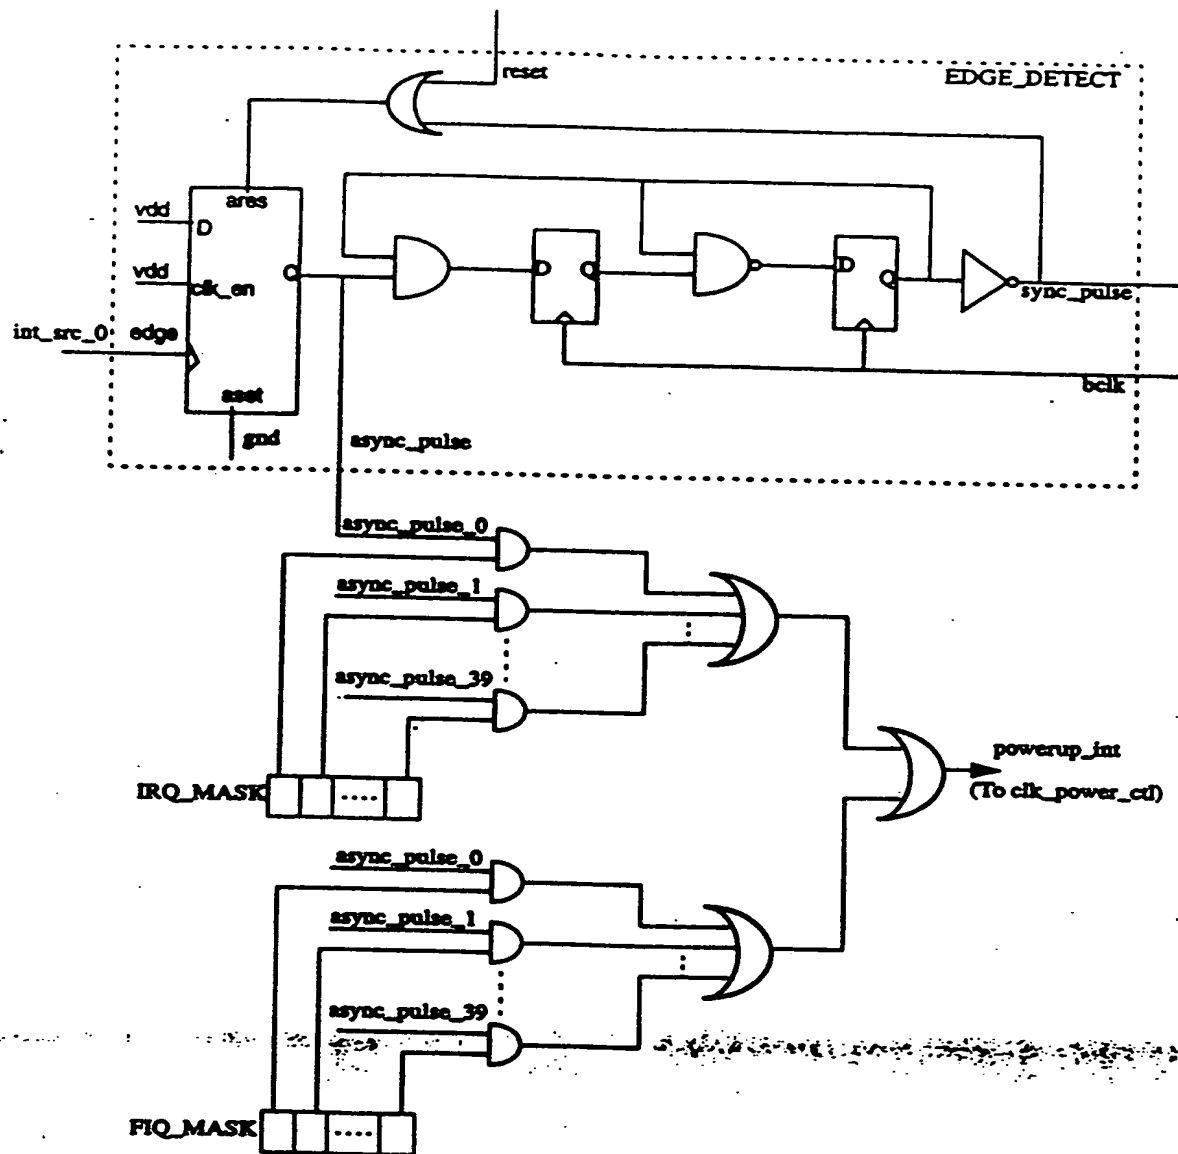 reset
EDGE_DETECT
ares
vdd
D
vdd
clk_en
Q
D
Q
D
Q
sync_pulse
int_src_0
edge
aset
bclk
gnd
async_pulse
async_pulse_0
async_pulse_1
async_pulse_39
powerup_int
(To clk_power_ctl)
IRQ_MASK
async_pulse_0
async_pulse_1
async_pulse_39
FIQ_MASK